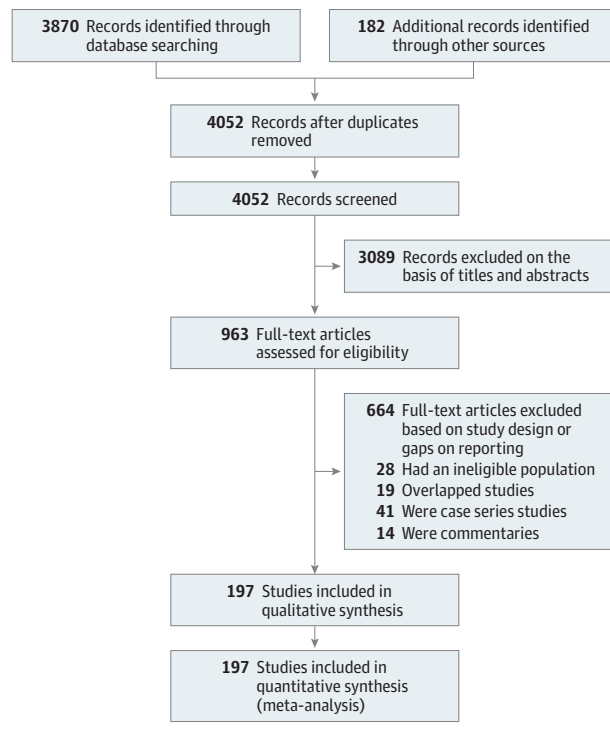 3870 Records identified through
database searching
182 Additional records identified
through other sources
4052 Records after duplicates
removed
4052 Records screened
3089 Records excluded on the
basis of titles and abstracts
963 Full-text articles
assessed for eligibility
664 Full-text articles excluded
based on study design or
gaps on reporting
28 Had an ineligible population
19 Overlapped studies
41 Were case series studies
14 Were commentaries
197 Studies included in
qualitative synthesis
197 Studies included in
quantitative synthesis
(meta-analysis)